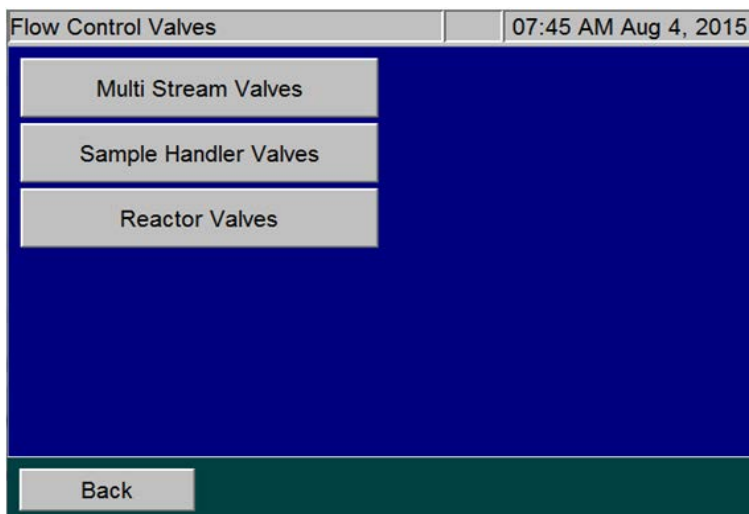 Flow Control Valves 07:45 AM Aug 4, 2015
Multi Stream Valves
Sample Handler Valves
Reactor Valves
Back